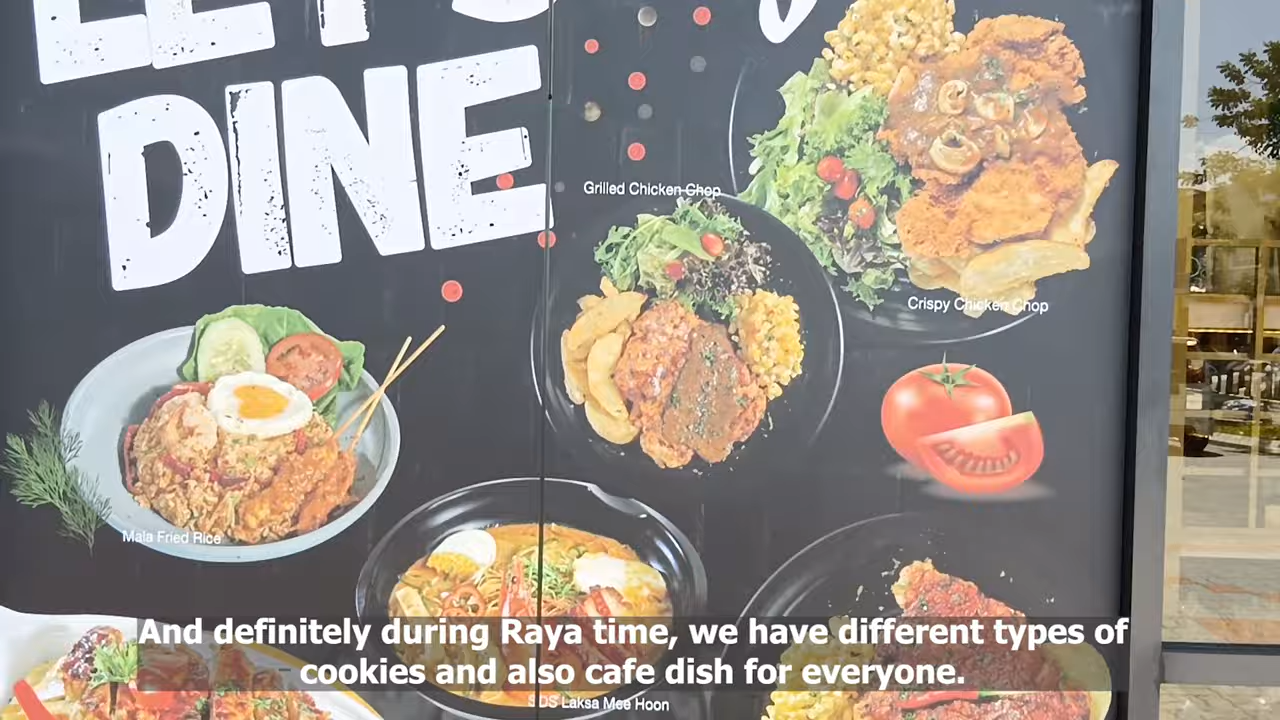 LET'S
DINE
Grilled Chicken Chop
Crispy Chicken Chop
Mala Fried Rice
And definitely during Raya time, we have different types of
cookies and also cafe dish for everyone.
SDS Laksa Mee Hoon